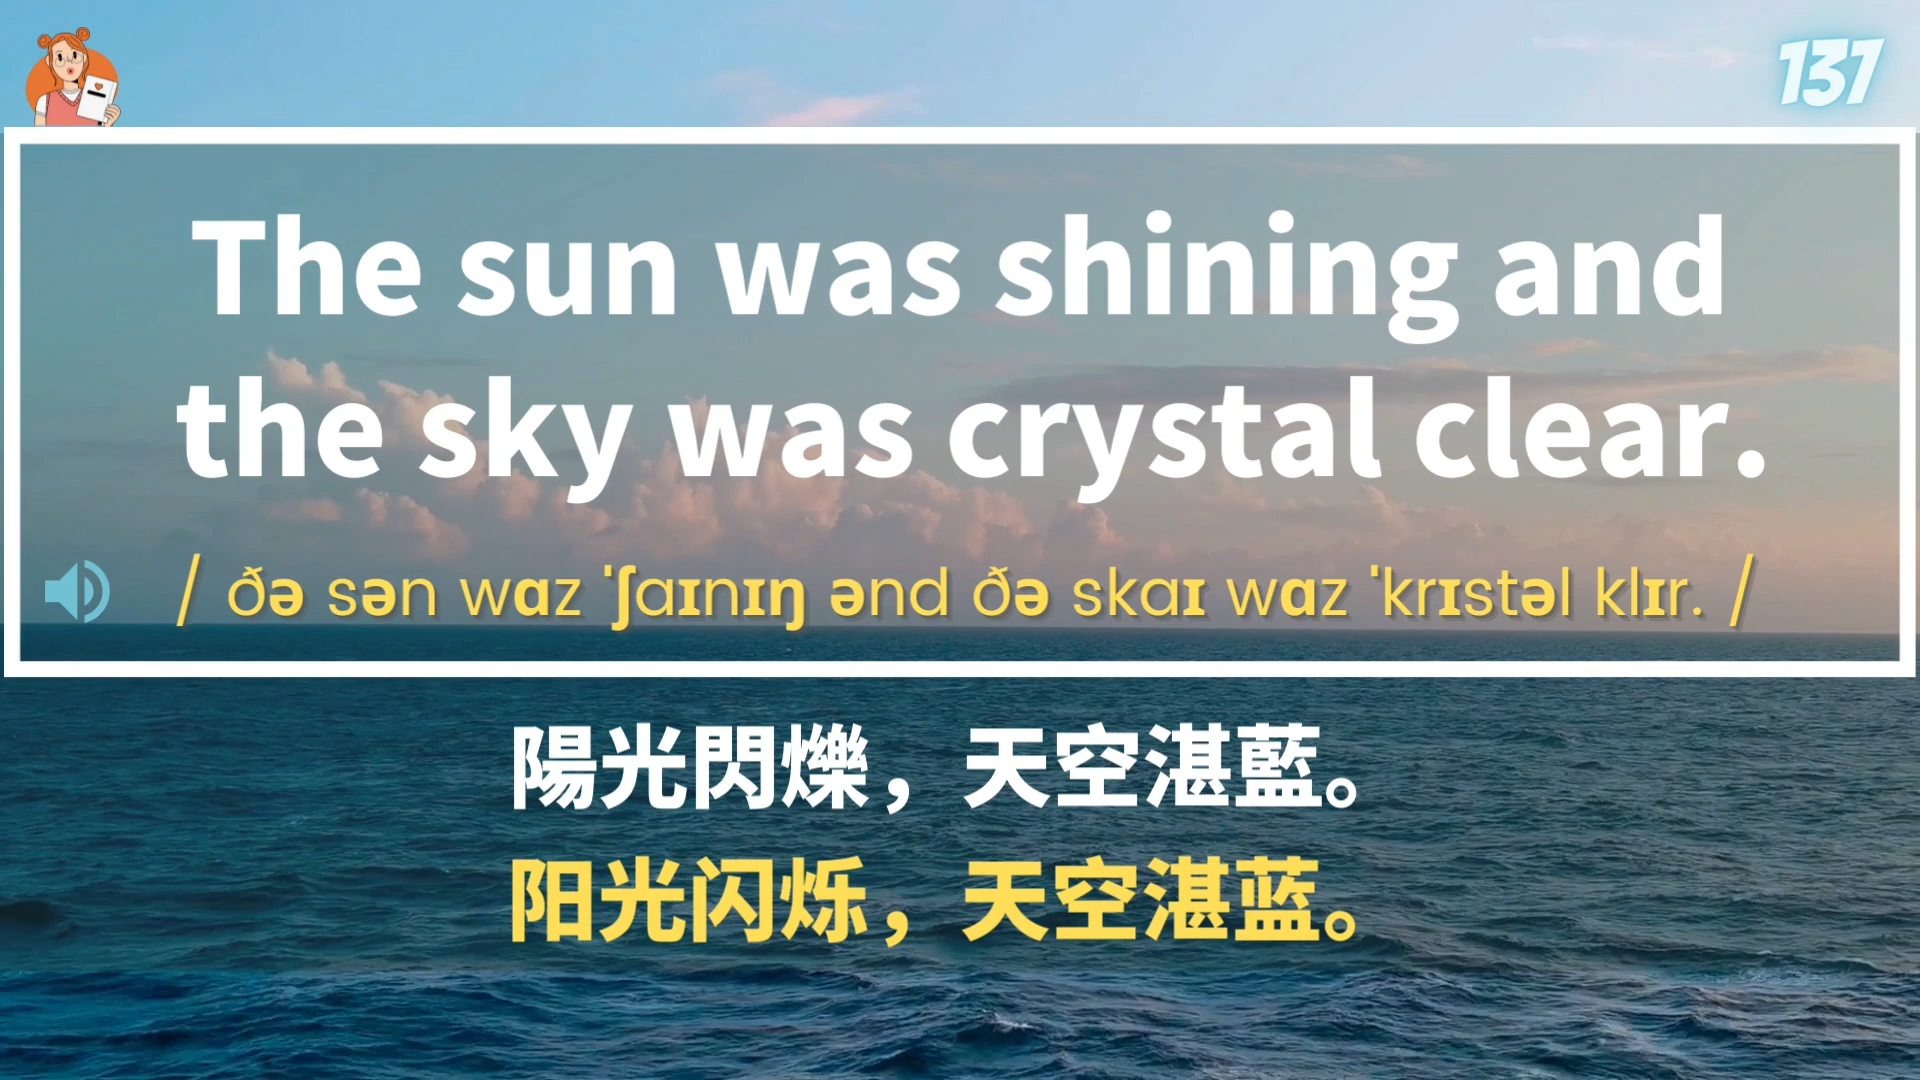 137
The sun was shining and
the sky was crystal clear.
/ ðə sən wɑz ˈʃaɪnɪŋ ənd ðə skaɪ wɑz ˈkrɪstəl klɪr. /
陽光閃爍，天空湛藍。
阳光闪烁，天空湛蓝。